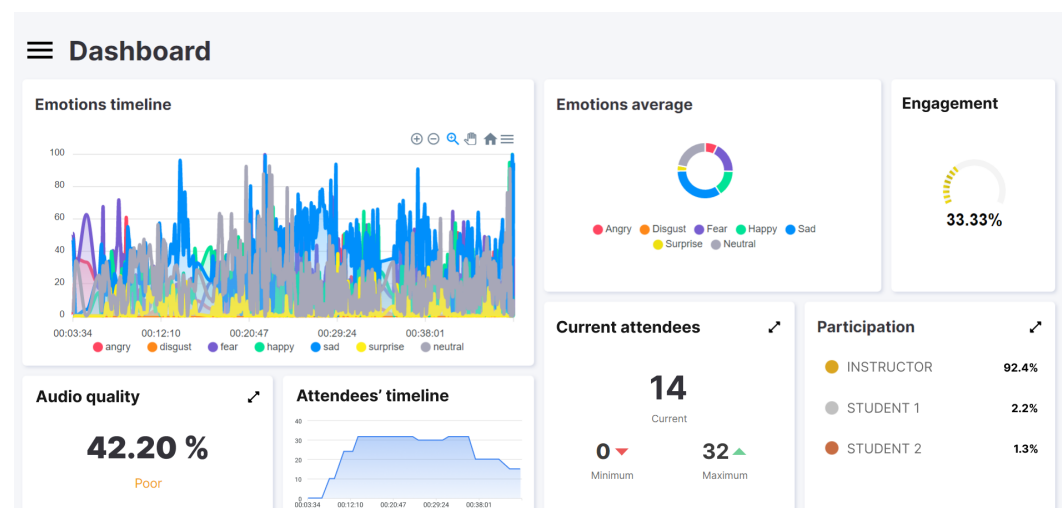 Dashboard
Emotions timeline
100
80
60
40
20
0
00:03:34 00:12:10 00:20:47 00:29:24 00:38:01
angry disgust fear happy sad surprise neutral
Emotions average
Angry Disgust Fear Happy Sad
Surprise Neutral
Engagement
33.33%
Audio quality
42.20 %
Poor
Attendees' timeline
40
30
20
10
0
00:03:34 00:12:10 00:20:47 00:29:24 00:38:01
Current attendees
14
Current
0 32
Minimum Maximum
Participation
INSTRUCTOR 92.4%
STUDENT 1 2.2%
STUDENT 2 1.3%